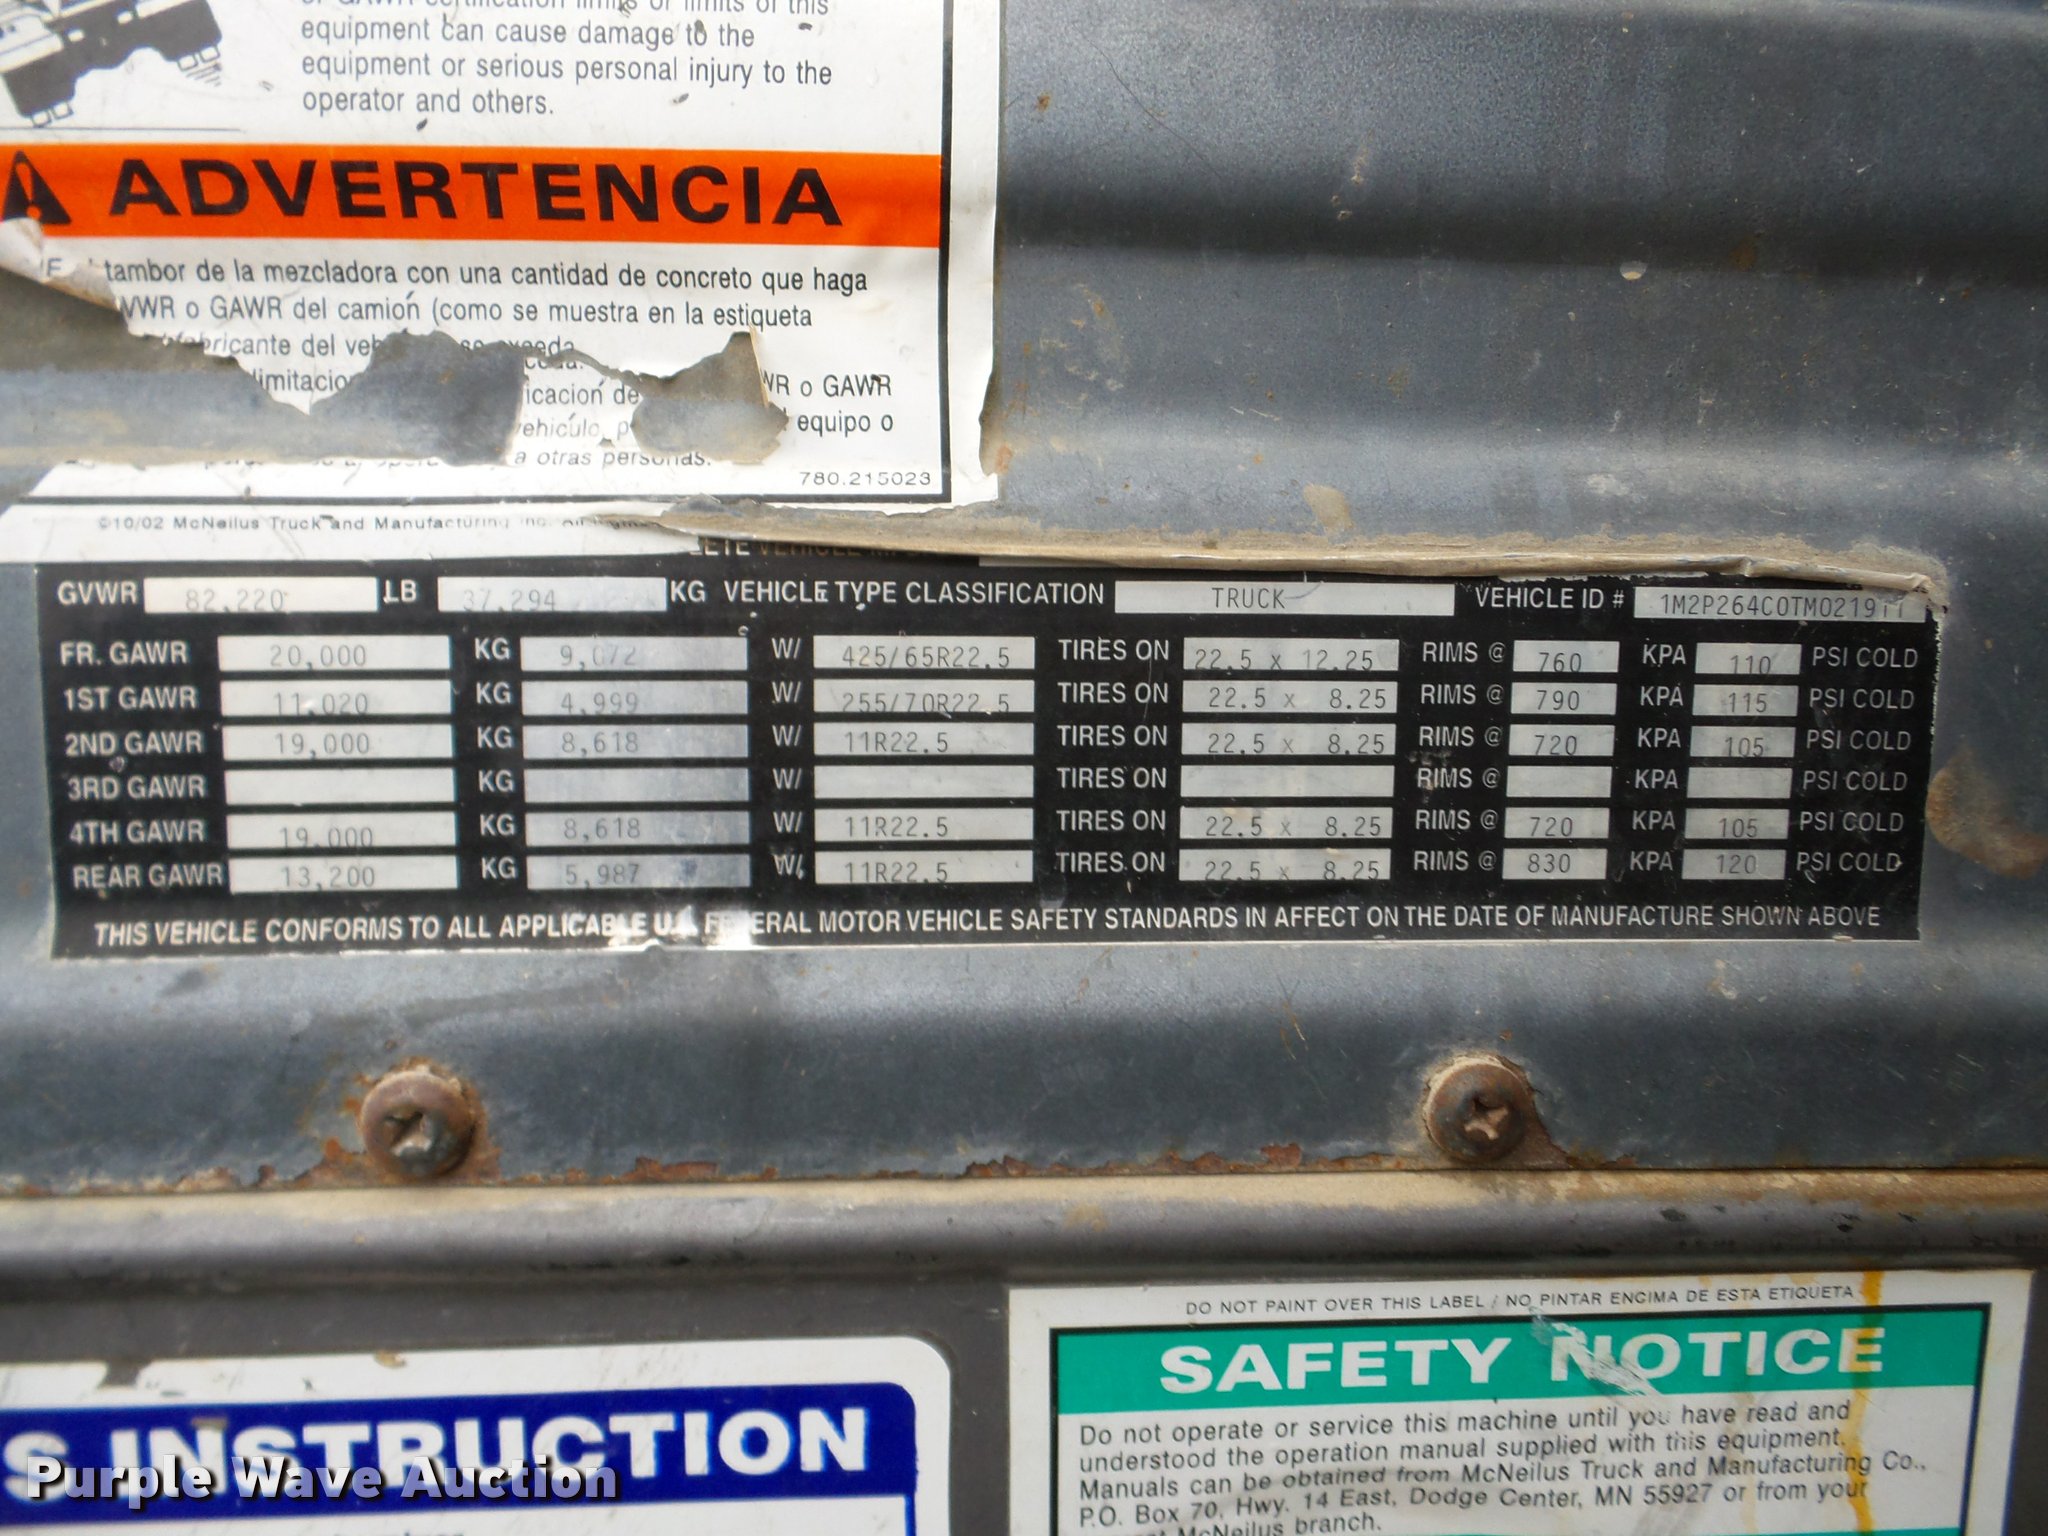 equipment can cause damage to the
equipment or serious personal injury to the
operator and others.
ADVERTENCIA
tambor de la mezcladora con una cantidad de concreto que haga
GVWR o GAWR del camión (como se muestra en la estiqueta
fabricante del
o GAWR
equipo o
a otras personas.
780.215023
©10/02 McNeilus Truck and Manufacturing Inc.
GVWR 82,220 LB 37,294 KG VEHICLE TYPE CLASSIFICATION TRUCK VEHICLE ID #
FR. GAWR 20,000 KG 9,072 W/ 425/65R22.5 TIRES ON 22.5 x 12.25 RIMS @ 760 KPA 110 PSI COLD
1ST GAWR 11,020 KG 4,999 W/ 255/70R22.5 TIRES ON 22.5 x 8.25 RIMS @ 790 KPA 115 PSI COLD
2ND GAWR 19,000 KG 8,618 W/ 11R22.5 TIRES ON 22.5 x 8.25 RIMS @ 720 KPA 105 PSI COLD
3RD GAWR KG W/ TIRES ON RIMS @ KPA PSI COLD
4TH GAWR 19,000 KG 8,618 W/ 11R22.5 TIRES ON 22.5 x 8.25 RIMS @ 720 KPA 105 PSI COLD
REAR GAWR 13,200 KG 5,987 W/ 11R22.5 TIRES ON 22.5 x 8.25 RIMS @ 830 KPA 120 PSI COLD
THIS VEHICLE CONFORMS TO ALL APPLICABLE U.S. FEDERAL MOTOR VEHICLE SAFETY STANDARDS IN AFFECT ON THE DATE OF MANUFACTURE SHOWN ABOVE
S INSTRUCTION
Purple Wave Auction
DO NOT PAINT OVER THIS LABEL / NO PINTAR ENCIMA DE ESTA ETIQUETA
SAFETY NOTICE
Do not operate or service this machine until you have read and
understood the operation manual supplied with this equipment.
Manuals can be obtained from McNeilus Truck and Manufacturing Co.,
P.O. Box 70, Hwy. 14 East, Dodge Center, MN 55927 or from your
McNeilus branch.